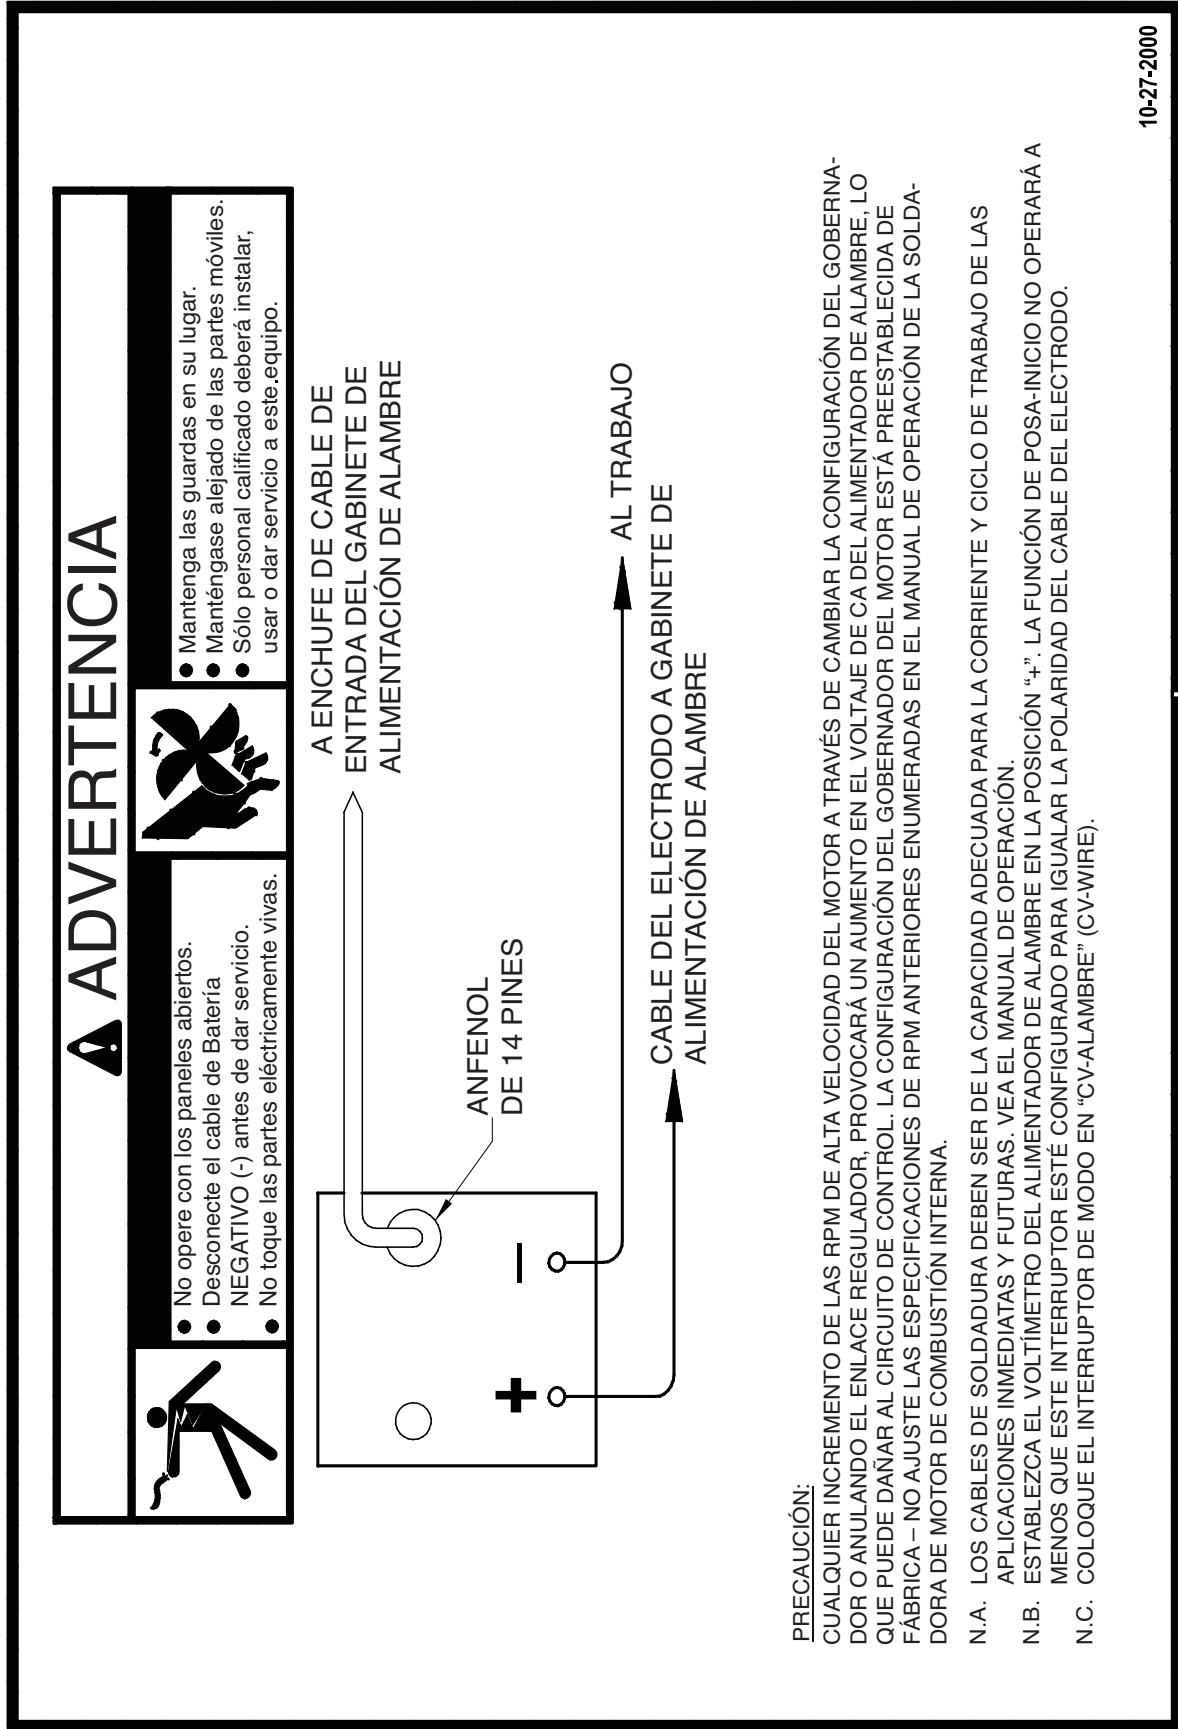 ADVERTENCIA
No opere con los paneles abiertos.
Desconecte el cable de Batería
NEGATIVO (-) antes de dar servicio.
No toque las partes eléctricamente vivas.
Mantenga las guardas en su lugar.
Manténgase alejado de las partes móviles.
Sólo personal calificado deberá instalar,
usar o dar servicio a este.equipo.
A ENCHUFE DE CABLE DE
ENTRADA DEL GABINETE DE
ALIMENTACIÓN DE ALAMBRE
ANFENOL
DE 14 PINES
+
−
AL TRABAJO
CABLE DEL ELECTRODO A GABINETE DE
ALIMENTACIÓN DE ALAMBRE
PRECAUCIÓN:
CUALQUIER INCREMENTO DE LAS RPM DE ALTA VELOCIDAD DEL MOTOR A TRAVÉS DE CAMBIAR LA CONFIGURACIÓN DEL GOBERNA-
DOR O ANULANDO EL ENLACE REGULADOR, PROVOCARÁ UN AUMENTO EN EL VOLTAJE DE CA DEL ALIMENTADOR DE ALAMBRE, LO
QUE PUEDE DAÑAR AL CIRCUITO DE CONTROL. LA CONFIGURACIÓN DEL GOBERNADOR DEL MOTOR ESTÁ PREESTABLECIDA DE
FÁBRICA – NO AJUSTE LAS ESPECIFICACIONES DE RPM ANTERIORES ENUMERADAS EN EL MANUAL DE OPERACIÓN DE LA SOLDA-
DORA DE MOTOR DE COMBUSTIÓN INTERNA.
N.A. LOS CABLES DE SOLDADURA DEBEN SER DE LA CAPACIDAD ADECUADA PARA LA CORRIENTE Y CICLO DE TRABAJO DE LAS
APLICACIONES INMEDIATAS Y FUTURAS. VEA EL MANUAL DE OPERACIÓN.
N.B. ESTABLEZCA EL VOLTÍMETRO DEL ALIMENTADOR DE ALAMBRE EN LA POSICIÓN “+”. LA FUNCIÓN DE POSA-INICIO NO OPERARÁ A
MENOS QUE ESTE INTERRUPTOR ESTÉ CONFIGURADO PARA IGUALAR LA POLARIDAD DEL CABLE DEL ELECTRODO.
N.C. COLOQUE EL INTERRUPTOR DE MODO EN “CV-ALAMBRE” (CV-WIRE).
10-27-2000